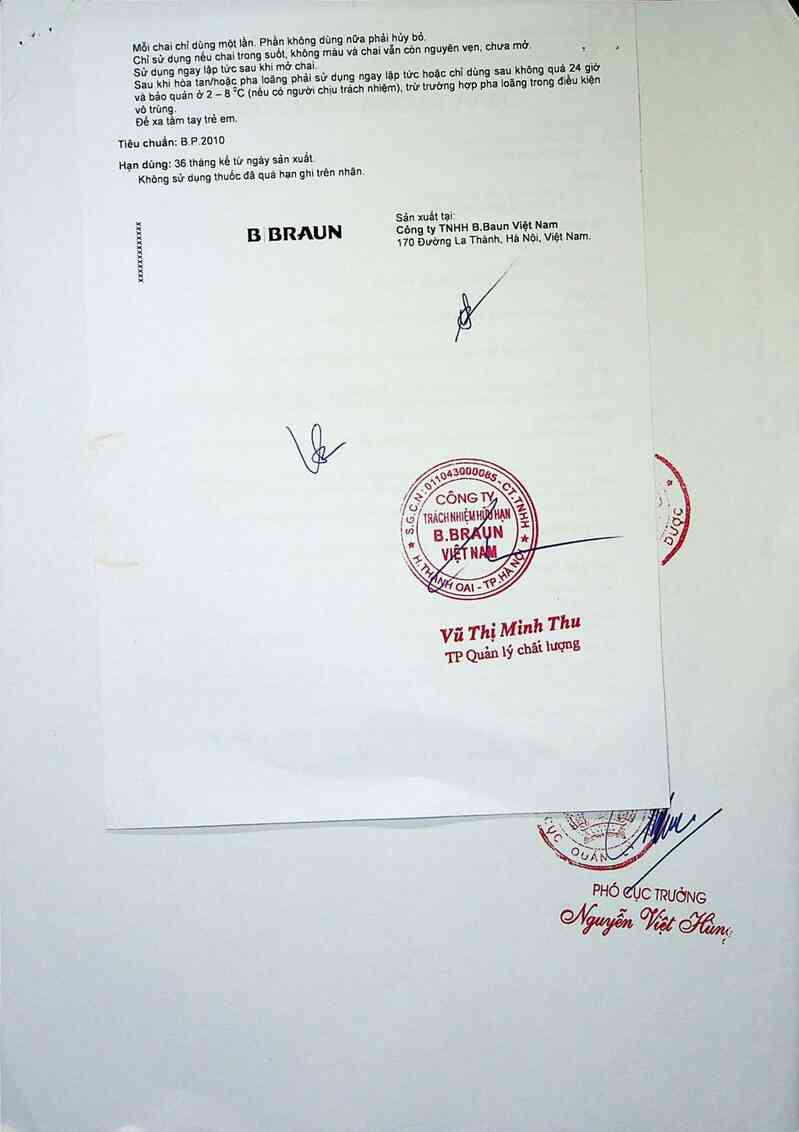 Mỗi chai chỉ dùng một lần. Phần không dùng nữa phải hủy bỏ.
Chỉ sử dụng nếu chai trong suốt, không màu và chai vẫn còn nguyên vẹn, chưa mở.
Sử dụng ngay lập tức sau khi mở chai.
Sau khi hòa tan/hoặc pha loãng phải sử dụng ngay lập tức hoặc chỉ dùng sau không quá 24 giờ
và bảo quản ở 2 – 8 °C (nếu có người chịu trách nhiệm), trừ trường hợp pha loãng trong điều kiện
vô trùng.
Để xa tầm tay trẻ em.
Tiêu chuẩn: B.P.2010
Hạn dùng: 36 tháng kể từ ngày sản xuất.
Không sử dụng thuốc đã quá hạn ghi trên nhãn.
xxxxxxxxxxxx
B BRAUN
Sản xuất tại:
Công ty TNHH B.Baun Việt Nam
170 Đường La Thành, Hà Nội, Việt Nam.
S.G.C.N: 011043000085-CT.TNHH
CÔNG TY
TRÁCH NHIỆM HỮU HẠN
B.BRAUN
VIỆT NAM
H.THANH OAI - TP.HÀ NỘI
DƯỢC
Vũ Thị Minh Thu
TP Quản lý chất lượng
CỤC QUẢN LÝ
PHÓ CỤC TRƯỞNG
Nguyễn Việt Hùng